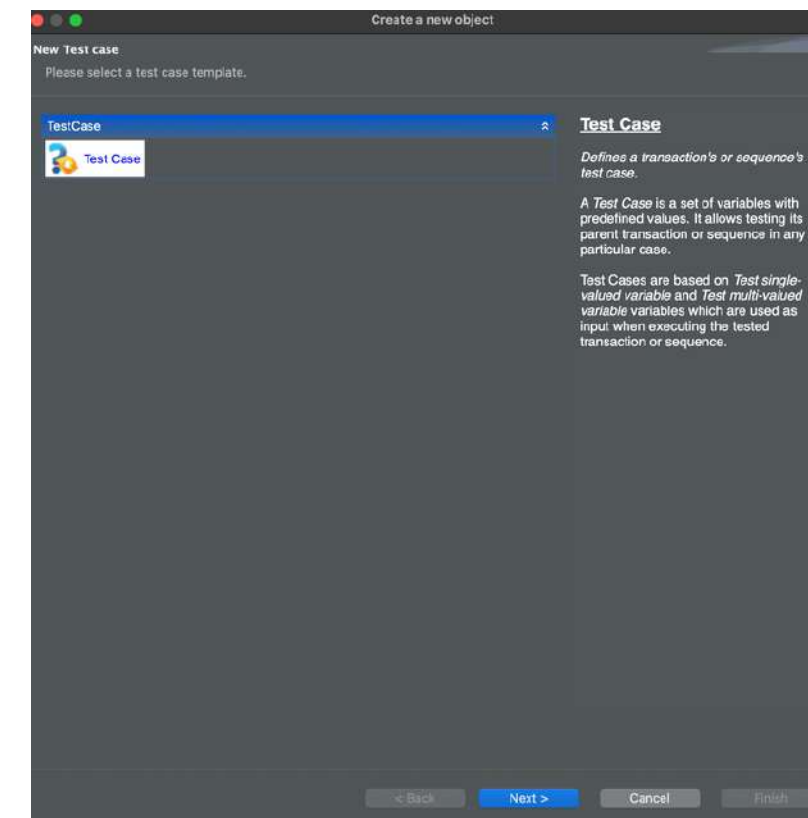 Create a new object
New Test case
Please select a test case template.
TestCase
Test Case
Test Case
Defines a transaction's or sequence's
test case.
A Test Case is a set of variables with
predefined values. It allows testing its
parent transaction or sequence in any
particular case.
Test Cases are based on Test single-
valued variable and Test multi-valued
variable variables which are used as
input when executing the tested
transaction or sequence.
< Back
Next >
Cancel
Finish